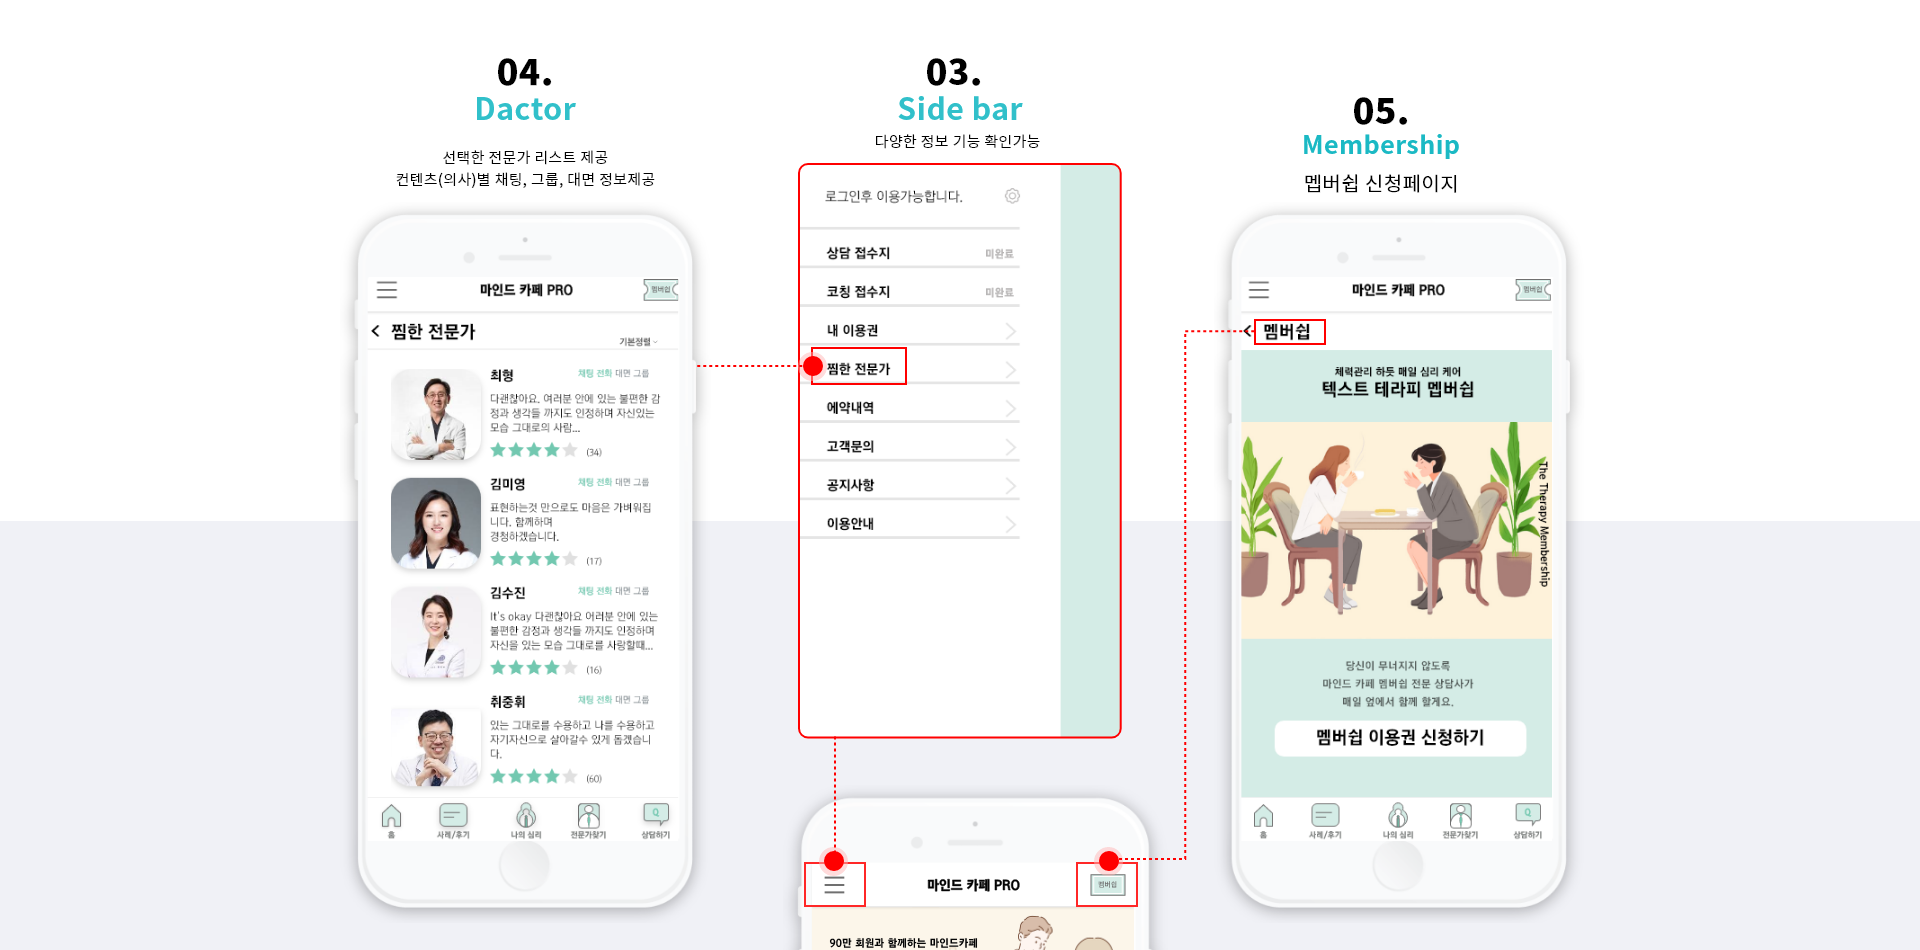 04.
Dactor
선택한 전문가 리스트 제공
컨텐츠(의사)별 채팅, 그룹, 대면 정보제공
마인드 카페 PRO
멤버쉽
찜한 전문가
기본정렬
최형
채팅 전화 대면 그룹
다괜찮아요. 여러분 안에 있는 불편한 감
정과 생각들 까지도 인정하며 자신있는
모습 그대로의 사람...
(34)
김미영
채팅 전화 대면 그룹
표현하는것 만으로도 마음은 가벼워집
니다. 함께하며
경청하겠습니다.
(17)
김수진
채팅 전화 대면 그룹
It's okay 다괜찮아요 여러분 안에 있는
불편한 감정과 생각들 까지도 인정하며
자신을 있는 모습 그대로를 사랑할때...
(16)
취중휘
채팅 전화 대면 그룹
있는 그대로를 수용하고 나를 수용하고
자기자신으로 살아갈수 있게 돕겠습니
다.
(60)
홈
사례/후기
나의 심리
전문가찾기
Q
상담하기
03.
Side bar
다양한 정보 기능 확인가능
로그인후 이용가능합니다.
상담 접수지
미완료
코칭 접수지
미완료
내 이용권
찜한 전문가
예약내역
고객문의
공지사항
이용안내
마인드 카페 PRO
멤버쉽
90만 회원과 함께하는 마인드카페
05.
Membership
멤버쉽 신청페이지
마인드 카페 PRO
멤버쉽
멤버쉽
체력관리 하듯 매일 심리 케어
텍스트 테라피 멤버쉽
The Therapy Membership
당신이 무너지지 않도록
마인드 카페 멤버쉽 전문 상담사가
매일 옆에서 함께 할게요.
멤버쉽 이용권 신청하기
홈
사례/후기
나의 심리
전문가찾기
Q
상담하기